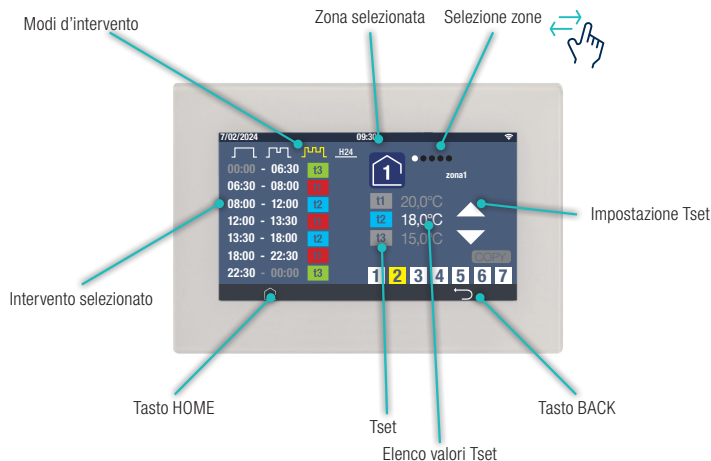 Modi d'intervento
Zona selezionata
Selezione zone
7/02/2024
09:30
H24
1
zona1
00:00 - 06:30 t3
06:30 - 08:00 t1
08:00 - 12:00 t2
12:00 - 13:30 t1
13:30 - 18:00 t2
18:00 - 22:30 t1
22:30 - 00:00 t3
t1 20,0°C
t2 18,0°C
t3 15,0°C
COPY
1 2 3 4 5 6 7
Impostazione Tset
Intervento selezionato
Tasto HOME
Tset
Elenco valori Tset
Tasto BACK